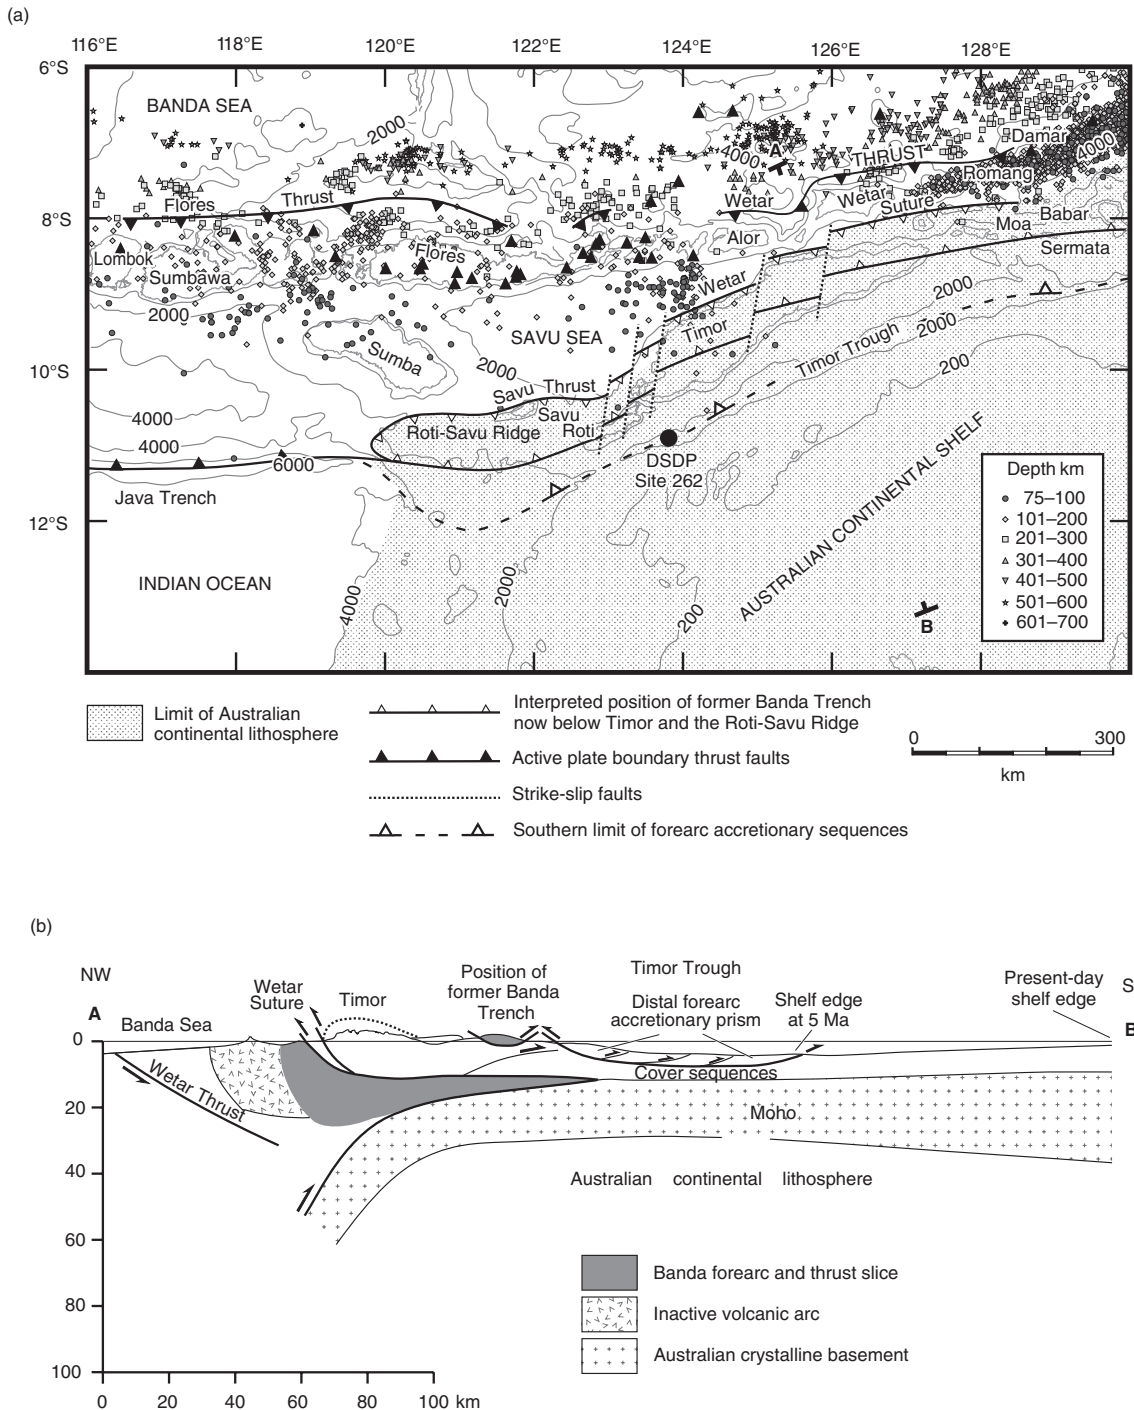 (a)
116°E 118°E 120°E 122°E 124°E 126°E 128°E
6°S
BANDA SEA
2000
4000
A
THRUST
Damar
4000
Romang
Flores Thrust
Wetar
Wetar
Suture
8°S
Babar
Moa
Alor
Sermata
Lombok
Sumbawa
Flores
Wetar
2000
2000
SAVU SEA
Timor
2000
Timor Trough
Sumba
2000
200
10°S
Savu Thrust
Savu
Roti
Roti-Savu Ridge
4000
4000
6000
Java Trench
DSDP
Site 262
AUSTRALIAN CONTINENTAL SHELF
12°S
INDIAN OCEAN
4000
2000
200
B
Depth km
75–100
101–200
201–300
301–400
401–500
501–600
601–700
Limit of Australian
continental lithosphere
Interpreted position of former Banda Trench
now below Timor and the Roti-Savu Ridge
Active plate boundary thrust faults
Strike-slip faults
Southern limit of forearc accretionary sequences
0 300
km
(b)
NW
A
Banda Sea
Wetar
Suture
Timor
Position of
former Banda
Trench
Timor Trough
Distal forearc
accretionary prism
Shelf edge
at 5 Ma
Present-day
shelf edge
S
B
0
Wetar Thrust
Cover sequences
20
Moho
40
Australian continental lithosphere
60
80
100
Banda forearc and thrust slice
Inactive volcanic arc
Australian crystalline basement
0 20 40 60 80 100 km